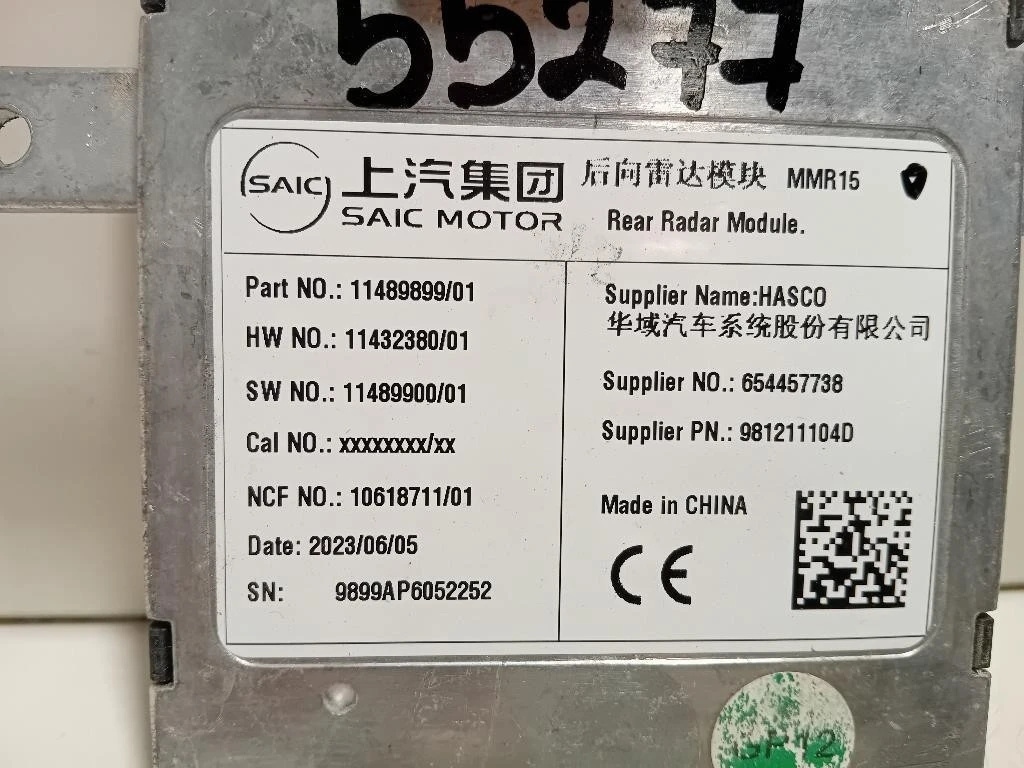 55277
SAIC
上汽集团
SAIC MOTOR
后向雷达模块 MMR15
Rear Radar Module.
Part NO.: 11489899/01
HW NO.: 11432380/01
SW NO.: 11489900/01
Cal NO.: xxxxxxxx/xx
NCF NO.: 10618711/01
Date: 2023/06/05
SN: 9899AP6052252
Supplier Name:HASCO
华域汽车系统股份有限公司
Supplier NO.: 654457738
Supplier PN.: 981211104D
Made in CHINA
CE